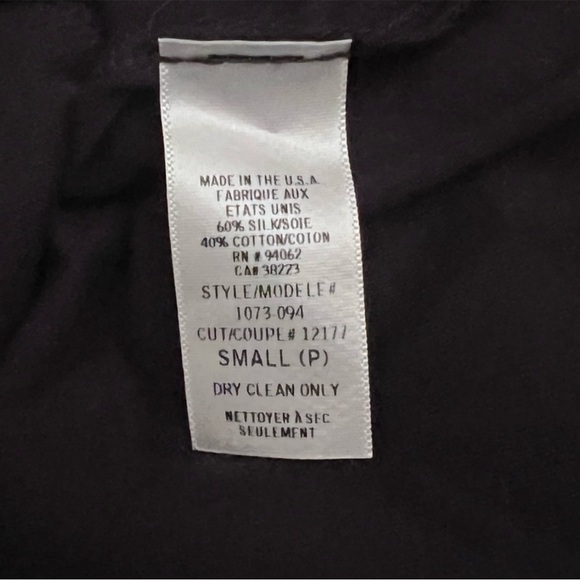 MADE IN THE U.S.A.
FABRIQUE AUX
ETATS UNIS
60% SILK/SOIE
40% COTTON/COTON
RN # 94062
CA# 38223
STYLE/MODELE#
1073-094
CUT/COUPE# 12177
SMALL (P)
DRY CLEAN ONLY
NETTOYER À SEC
SEULEMENT